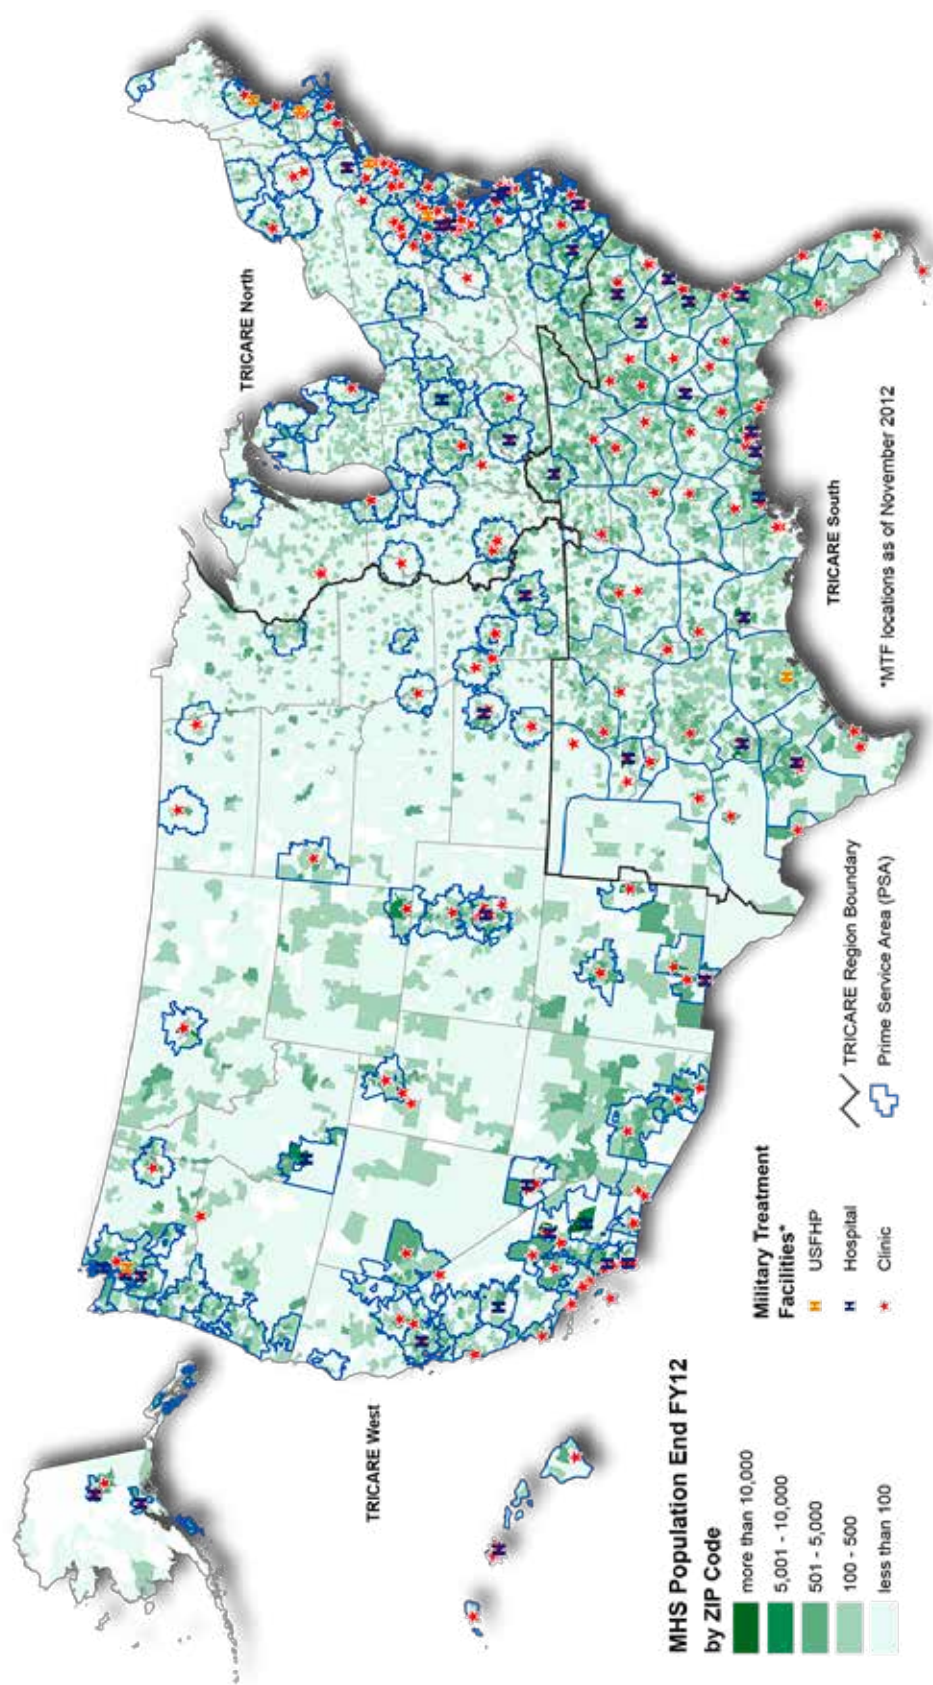 TRICARE North
TRICARE West
TRICARE South
*MTF locations as of November 2012
MHS Population End FY12
by ZIP Code
more than 10,000
5,001 - 10,000
501 - 5,000
100 - 500
less than 100
Military Treatment
Facilities*
H USFHP
H Hospital
Clinic
TRICARE Region Boundary
Prime Service Area (PSA)